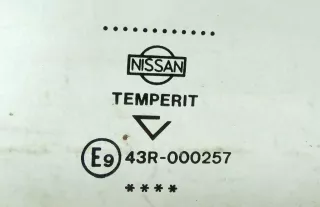 ............
NISSAN
TEMPERIT
E9 43R-000257
****